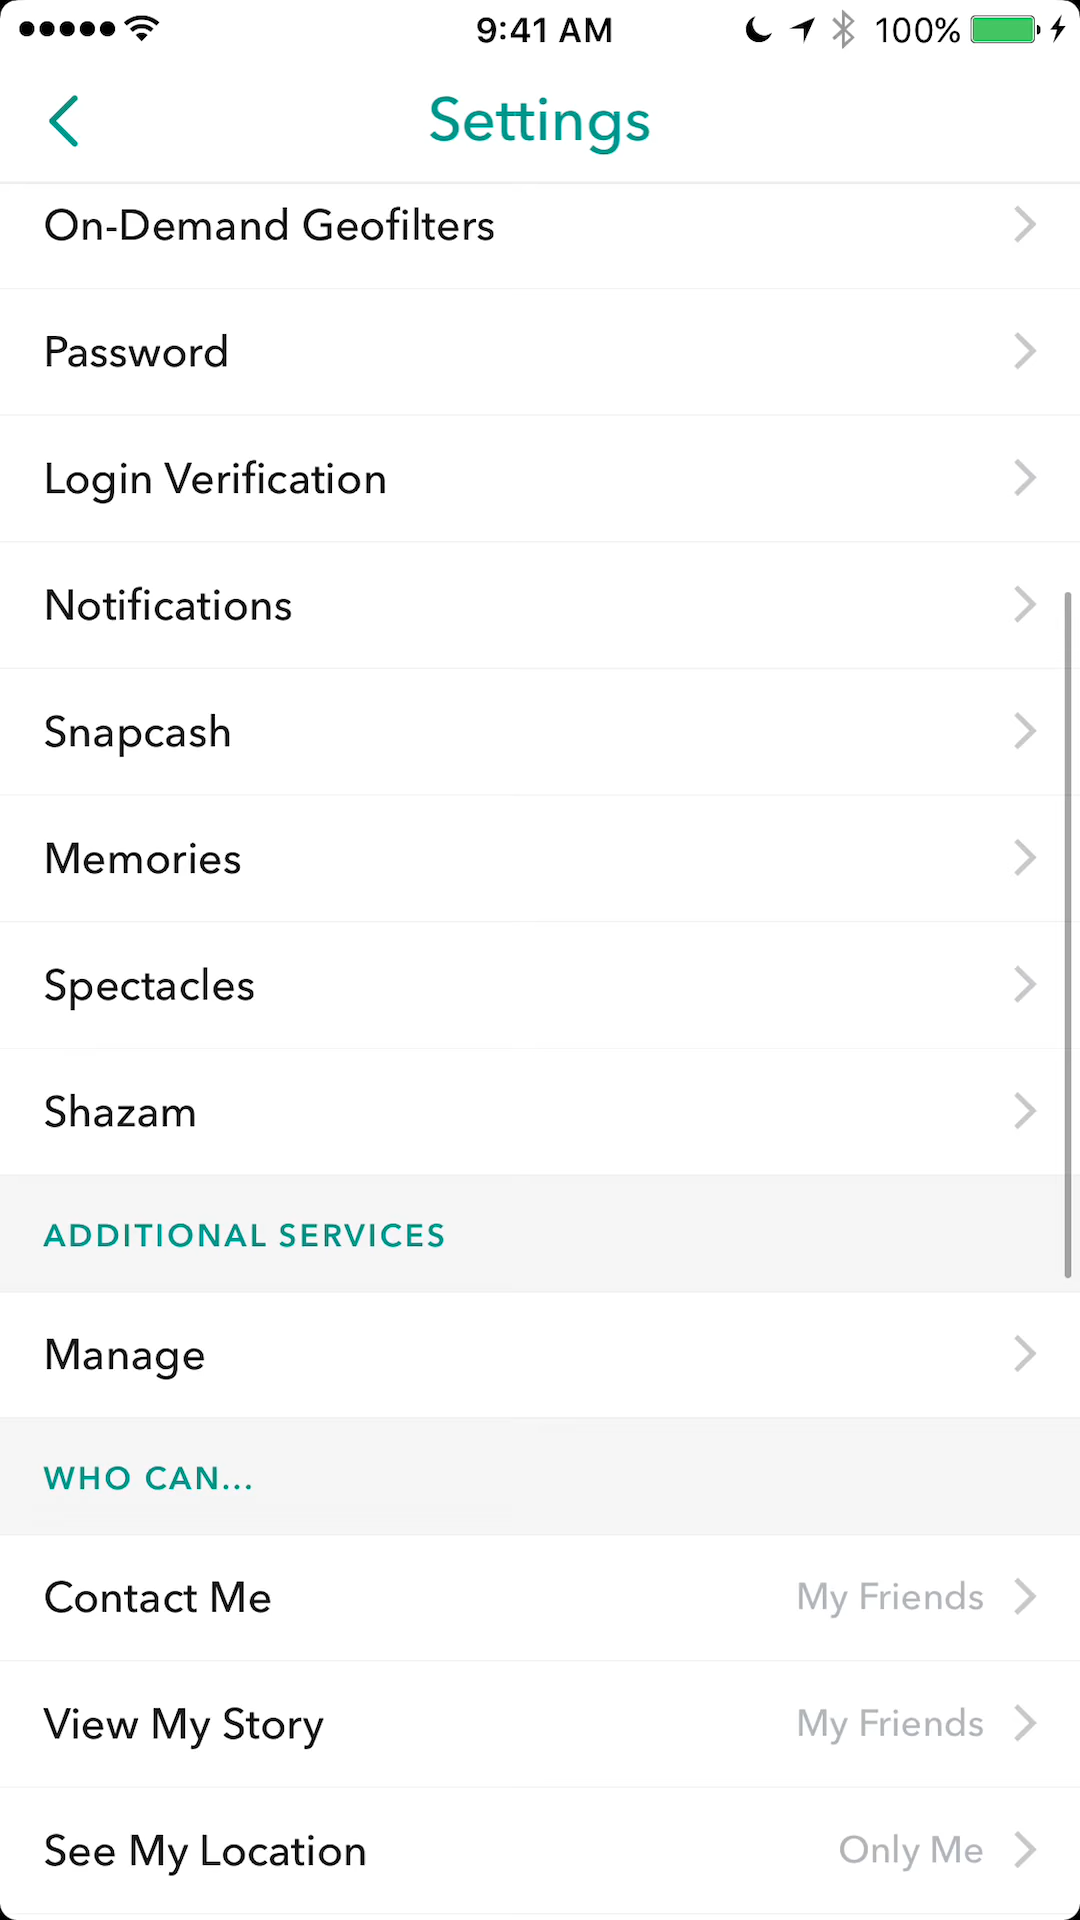 9:41 AM 100%
Settings
On-Demand Geofilters
Password
Login Verification
Notifications
Snapcash
Memories
Spectacles
Shazam
ADDITIONAL SERVICES
Manage
WHO CAN...
Contact Me My Friends
View My Story My Friends
See My Location Only Me